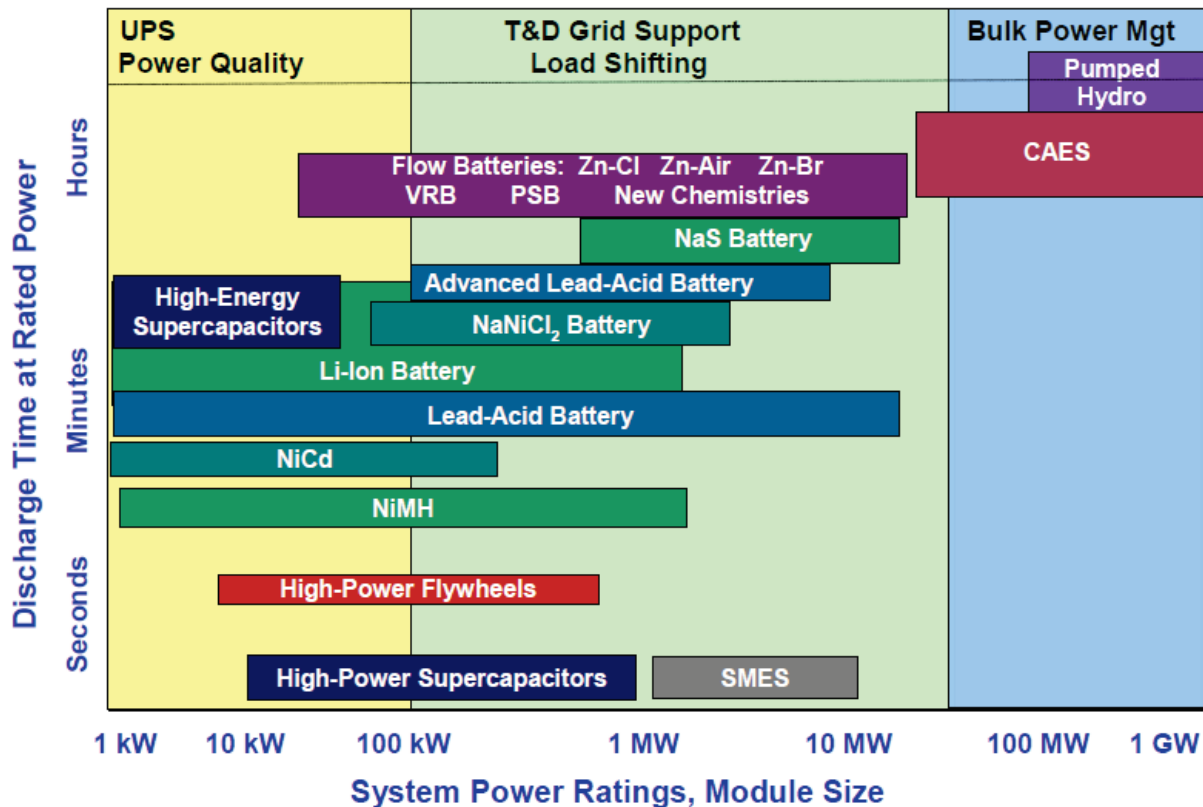 UPS
Power Quality
T&D Grid Support
Load Shifting
Bulk Power Mgt
Pumped
Hydro
CAES
Flow Batteries: Zn-Cl Zn-Air Zn-Br
VRB PSB New Chemistries
NaS Battery
Advanced Lead-Acid Battery
High-Energy
Supercapacitors
NaNiCl₂ Battery
Li-Ion Battery
Lead-Acid Battery
NiCd
NiMH
High-Power Flywheels
High-Power Supercapacitors
SMES
Discharge Time at Rated Power
Hours
Minutes
Seconds
1 kW 10 kW 100 kW 1 MW 10 MW 100 MW 1 GW
System Power Ratings, Module Size